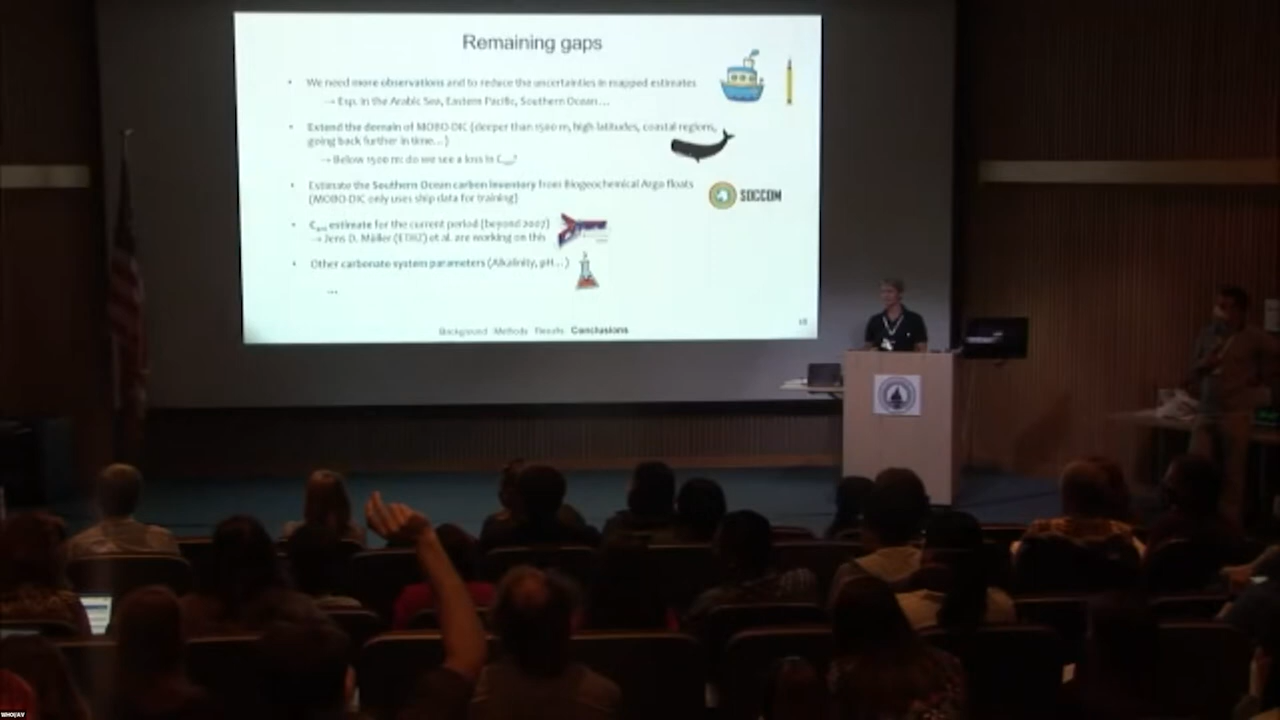 Remaining gaps
• We need more observations and to reduce the uncertainties in mapped estimates
→ Esp. in the Arabic Sea, Eastern Pacific, Southern Ocean…
• Extend the domain of MOBO-DIC (deeper than 1500 m, high latitudes, coastal regions,
going back further in time…)
→ Below 1500 m: do we see a loss in C
• Estimate the Southern Ocean carbon inventory from Biogeochemical Argo floats
(MOBO-DIC only uses ship data for training)
SOCCOM
• C estimate for the current period (beyond 2007)
→ Jens D. Müller (ETHZ) et al. are working on this
• Other carbonate system parameters (Alkalinity, pH…)
...
Background Methods Results Conclusions
WHOI/AV